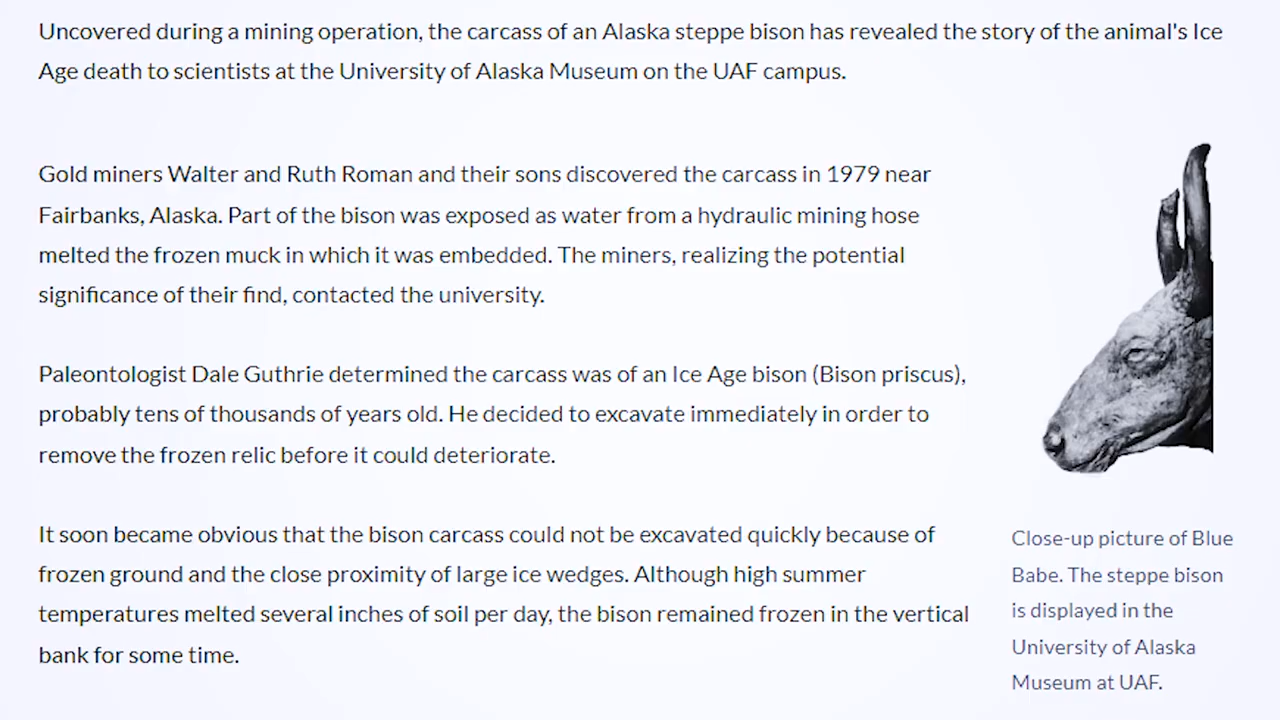 Uncovered during a mining operation, the carcass of an Alaska steppe bison has revealed the story of the animal's Ice
Age death to scientists at the University of Alaska Museum on the UAF campus.
Gold miners Walter and Ruth Roman and their sons discovered the carcass in 1979 near
Fairbanks, Alaska. Part of the bison was exposed as water from a hydraulic mining hose
melted the frozen muck in which it was embedded. The miners, realizing the potential
significance of their find, contacted the university.
Paleontologist Dale Guthrie determined the carcass was of an Ice Age bison (Bison priscus),
probably tens of thousands of years old. He decided to excavate immediately in order to
remove the frozen relic before it could deteriorate.
It soon became obvious that the bison carcass could not be excavated quickly because of
frozen ground and the close proximity of large ice wedges. Although high summer
temperatures melted several inches of soil per day, the bison remained frozen in the vertical
bank for some time.
Close-up picture of Blue
Babe. The steppe bison
is displayed in the
University of Alaska
Museum at UAF.